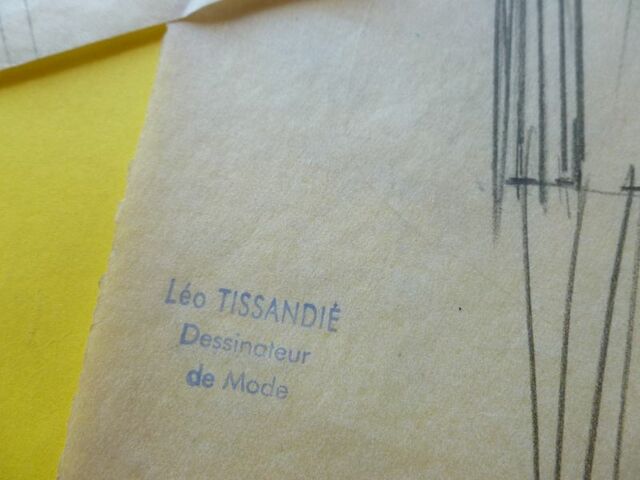 Léo TISSANDIÉ
Dessinateur
de Mode